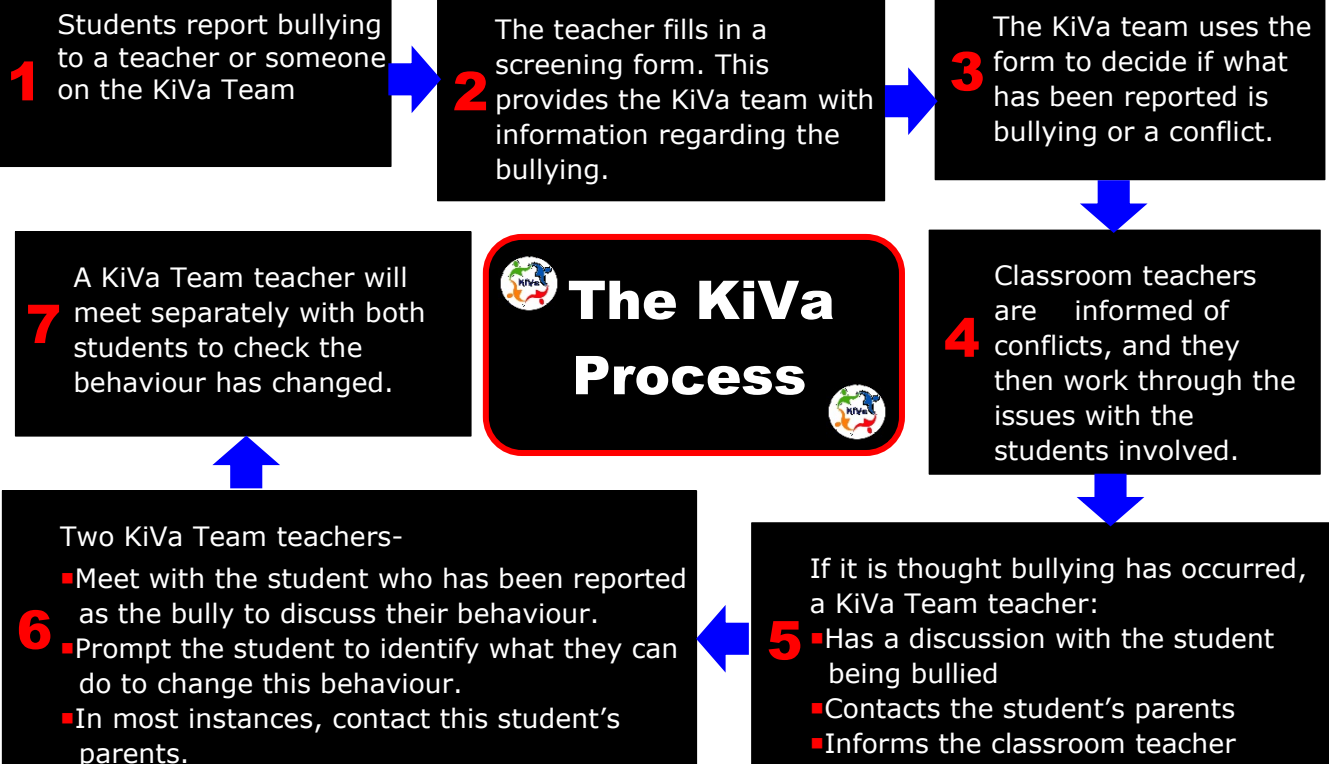 1
Students report bullying
to a teacher or someone
on the KiVa Team
2
The teacher fills in a
screening form. This
provides the KiVa team with
information regarding the
bullying.
3
The KiVa team uses the
form to decide if what
has been reported is
bullying or a conflict.
4
Classroom teachers
are informed of
conflicts, and they
then work through the
issues with the
students involved.
KiVa
The KiVa
Process
KiVa
5
If it is thought bullying has occurred,
a KiVa Team teacher:
▪Has a discussion with the student
being bullied
▪Contacts the student’s parents
▪Informs the classroom teacher
6
Two KiVa Team teachers-
▪Meet with the student who has been reported
as the bully to discuss their behaviour.
▪Prompt the student to identify what they can
do to change this behaviour.
▪In most instances, contact this student’s
parents.
7
A KiVa Team teacher will
meet separately with both
students to check the
behaviour has changed.